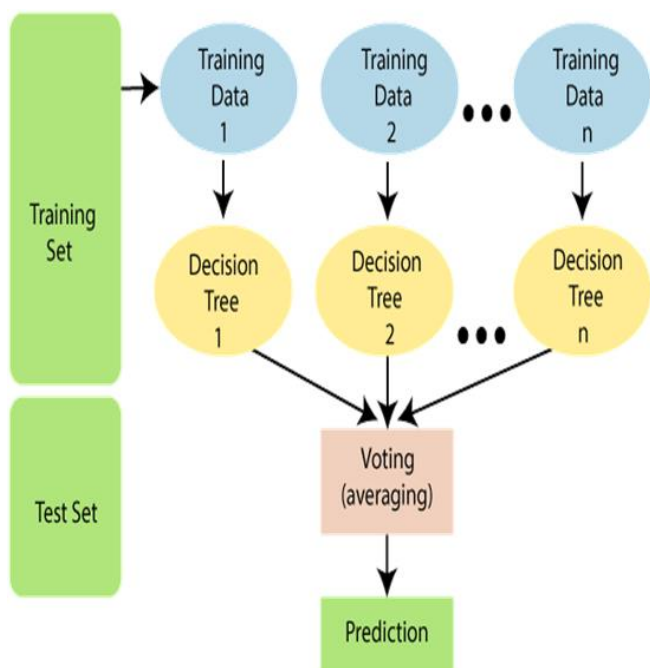 Training
Data
1
Training
Data
2
Training
Data
n
Training
Set
Decision
Tree
1
Decision
Tree
2
Decision
Tree
n
Test Set
Voting
(averaging)
Prediction